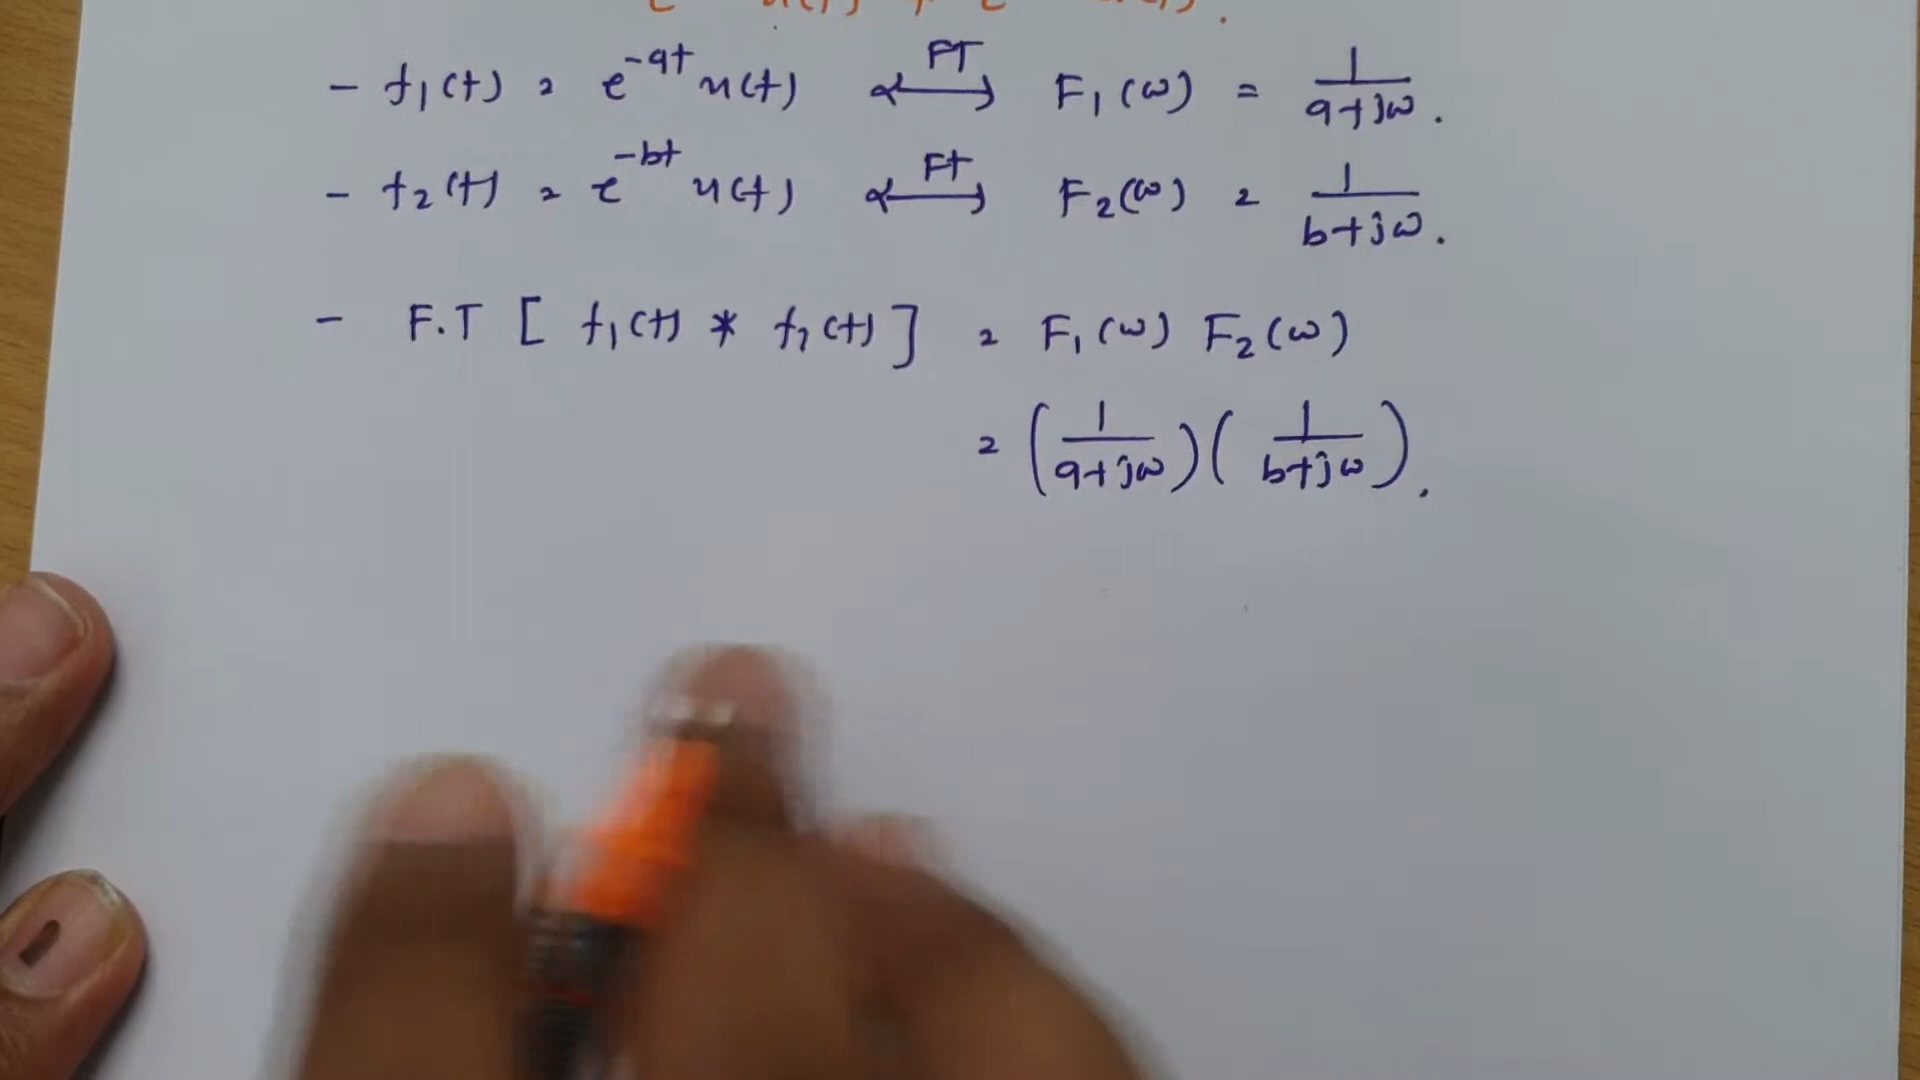 - f₁(t) = e^-at u(t) ←FT→ F₁(ω) = 1/(a+jω).
- f₂(t) = e^-bt u(t) ←FT→ F₂(ω) = 1/(b+jω).
- F.T [ f₁(t) * f₂(t) ] = F₁(ω) F₂(ω)
= (1/(a+jω)) (1/(b+jω)).